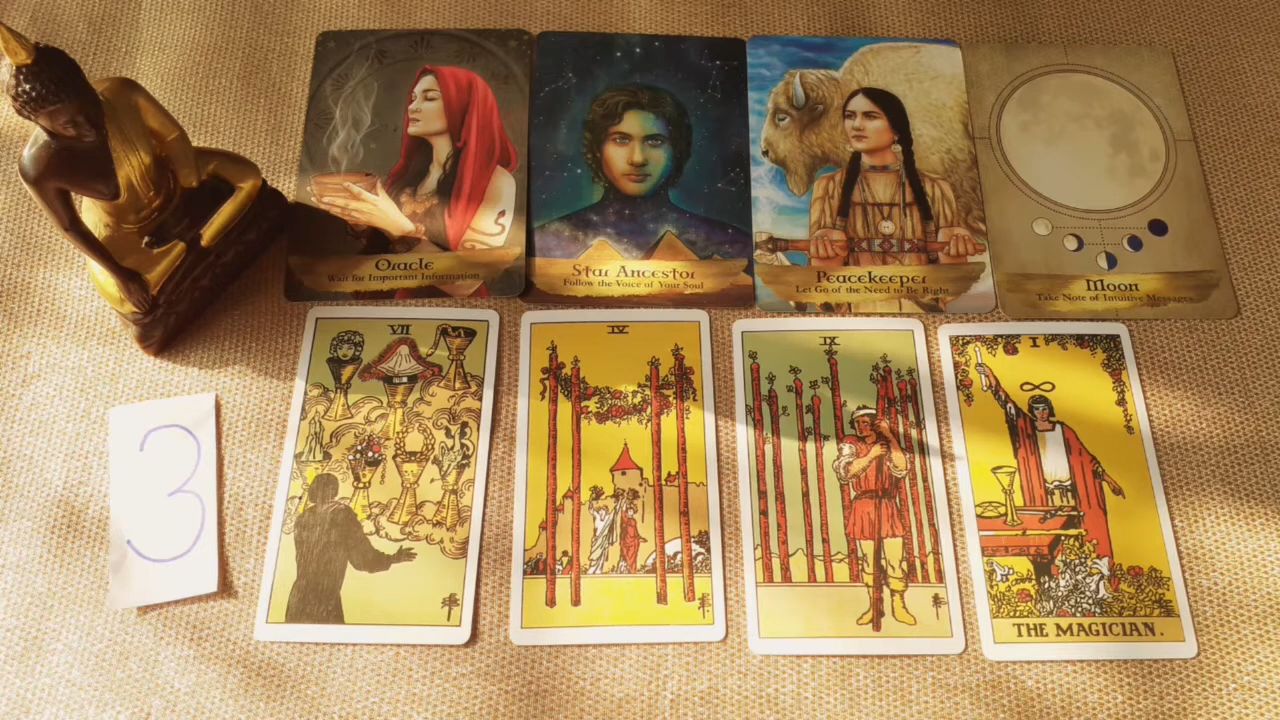 Oracle
Wait for Important Information
Star Ancestor
Follow the Voice of Your Soul
Peacekeeper
Let Go of the Need to Be Right
Moon
Take Note of Intuitive Messages
3
VII
IV
IX
I
THE MAGICIAN.